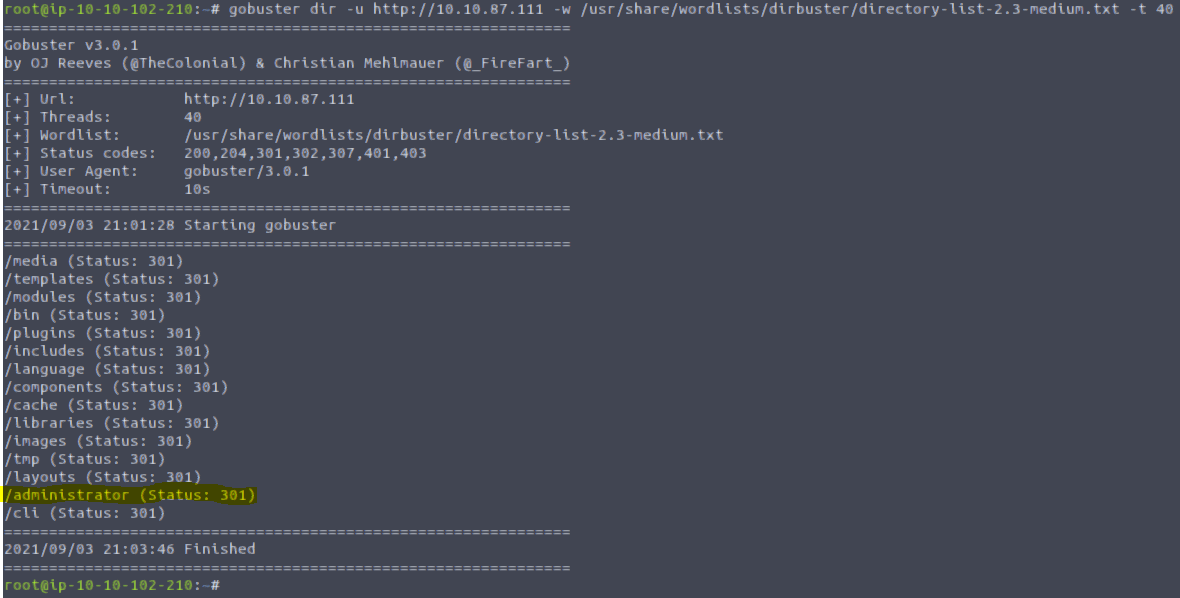 root@ip-10-10-102-210:~# gobuster dir -u http://10.10.87.111 -w /usr/share/wordlists/dirbuster/directory-list-2.3-medium.txt -t 40
===============================================================
Gobuster v3.0.1
by OJ Reeves (@TheColonial) & Christian Mehlmauer (@_FireFart_)
===============================================================
[+] Url: http://10.10.87.111
[+] Threads: 40
[+] Wordlist: /usr/share/wordlists/dirbuster/directory-list-2.3-medium.txt
[+] Status codes: 200,204,301,302,307,401,403
[+] User Agent: gobuster/3.0.1
[+] Timeout: 10s
===============================================================
2021/09/03 21:01:28 Starting gobuster
===============================================================
/media (Status: 301)
/templates (Status: 301)
/modules (Status: 301)
/bin (Status: 301)
/plugins (Status: 301)
/includes (Status: 301)
/language (Status: 301)
/components (Status: 301)
/cache (Status: 301)
/libraries (Status: 301)
/images (Status: 301)
/tmp (Status: 301)
/layouts (Status: 301)
/administrator (Status: 301)
/cli (Status: 301)
===============================================================
2021/09/03 21:03:46 Finished
===============================================================
root@ip-10-10-102-210:~#